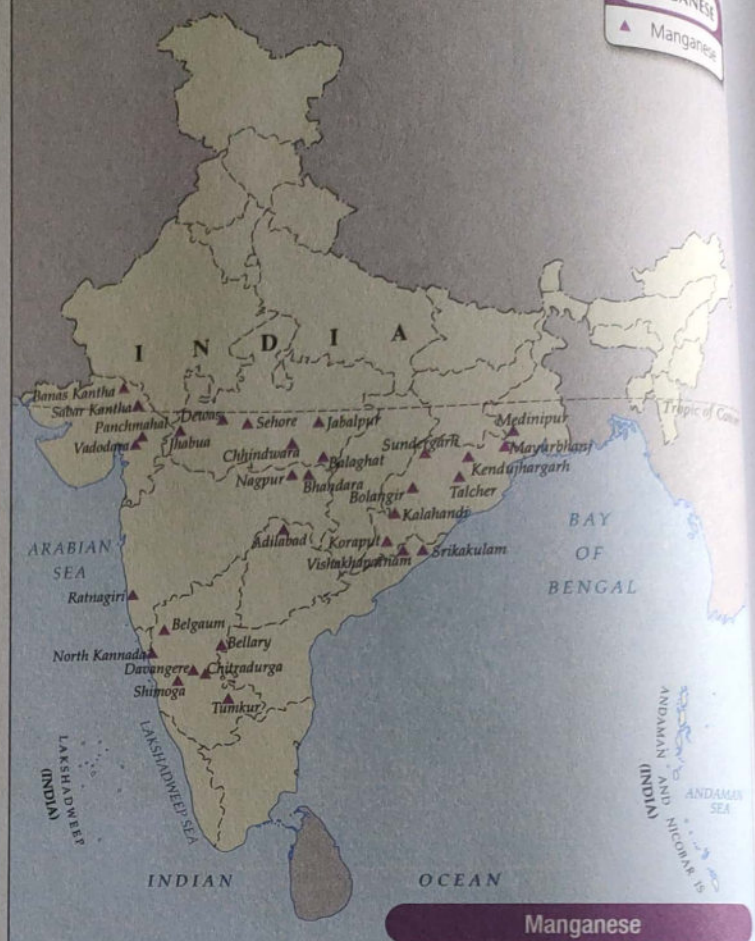 Manganese
I N D I A
Banas Kantha
Sabar Kantha
Tropic of
Panchmahal
Dewas
Sehore
Jabalpur
Medinipur
Vadodara
Jhabua
Chhindwara
Sundergarh
Mayurbhanj
Balaghat
Kendujhargarh
Nagpur
Bhandara
Bolangir
Talcher
Kalahandi
Adilabad
Koraput
Vishakhapatnam
Srikakulam
ARABIAN
SEA
BAY
OF
BENGAL
Ratnagiri
Belgaum
Bellary
North Kannada
Davangere
Chitradurga
Shimoga
Tumkur
LAKSHADWEEP SEA
LAKSHADWEEP
(INDIA)
ANDAMAN AND NICOBAR IS
(INDIA)
ANDAMAN
SEA
INDIAN OCEAN
Manganese